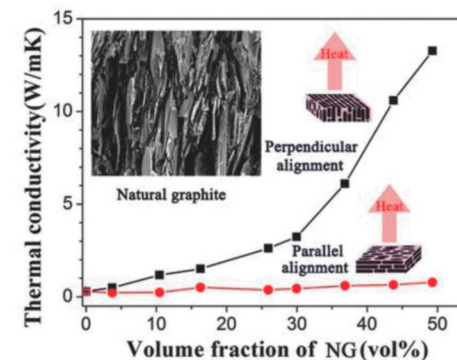 Thermal conductivity(W/mK)
15
10
5
0
Heat
Perpendicular
alignment
Natural graphite
Heat
Parallel
alignment
0 10 20 30 40 50
Volume fraction of NG(vol%)